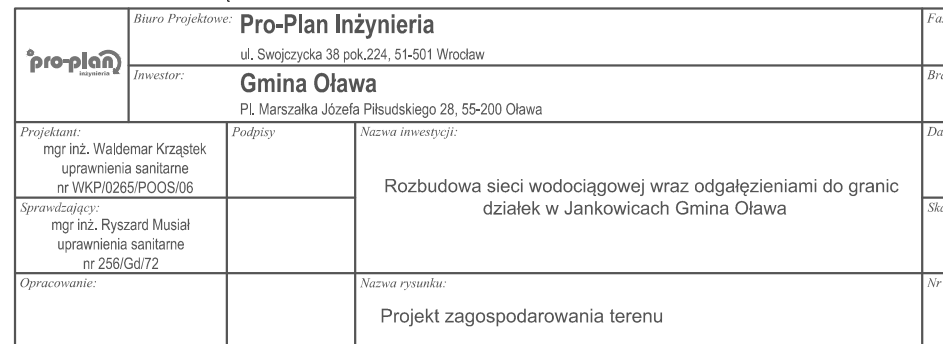 Biuro Projektowe: Pro-Plan Inżynieria
ul. Swojczycka 38 pok.224, 51-501 Wrocław
pro-plan
inżynieria
Inwestor: Gmina Oława
Pl. Marszałka Józefa Piłsudskiego 28, 55-200 Oława
Projektant:
mgr inż. Waldemar Krząstek
uprawnienia sanitarne
nr WKP/0265/POOS/06
Podpisy
Nazwa inwestycji:
Rozbudowa sieci wodociągowej wraz odgałęzieniami do granic
działek w Jankowicach Gmina Oława
Sprawdzający:
mgr inż. Ryszard Musiał
uprawnienia sanitarne
nr 256/Gd/72
Opracowanie:
Nazwa rysunku:
Projekt zagospodarowania terenu
Nr